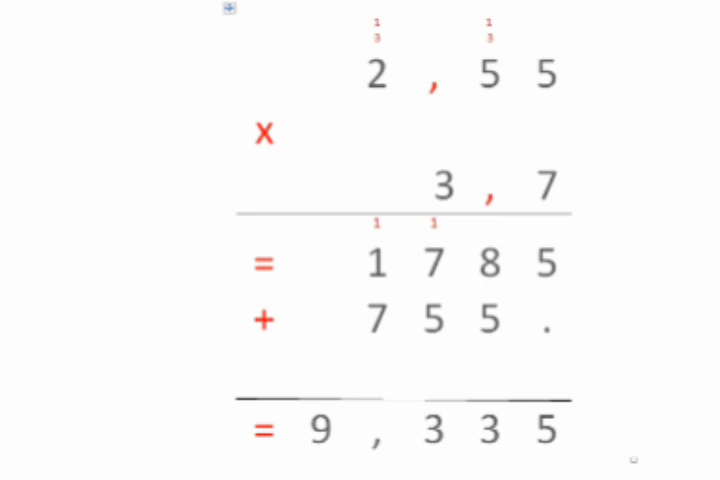 1 1
3 3
2 , 5 5
x
3 , 7
1 1
= 1 7 8 5
+ 7 5 5 .
= 9 , 3 3 5